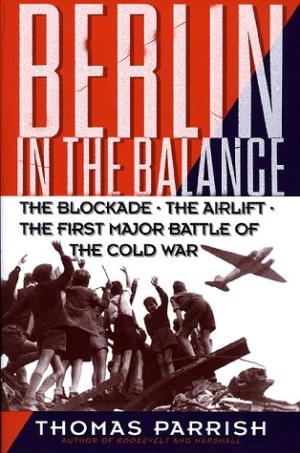 BERLIN
IN THE BALANCE
THE BLOCKADE · THE AIRLIFT ·
THE FIRST MAJOR BATTLE OF
THE COLD WAR
THOMAS PARRISH
AUTHOR OF ROOSEVELT AND MARSHALL